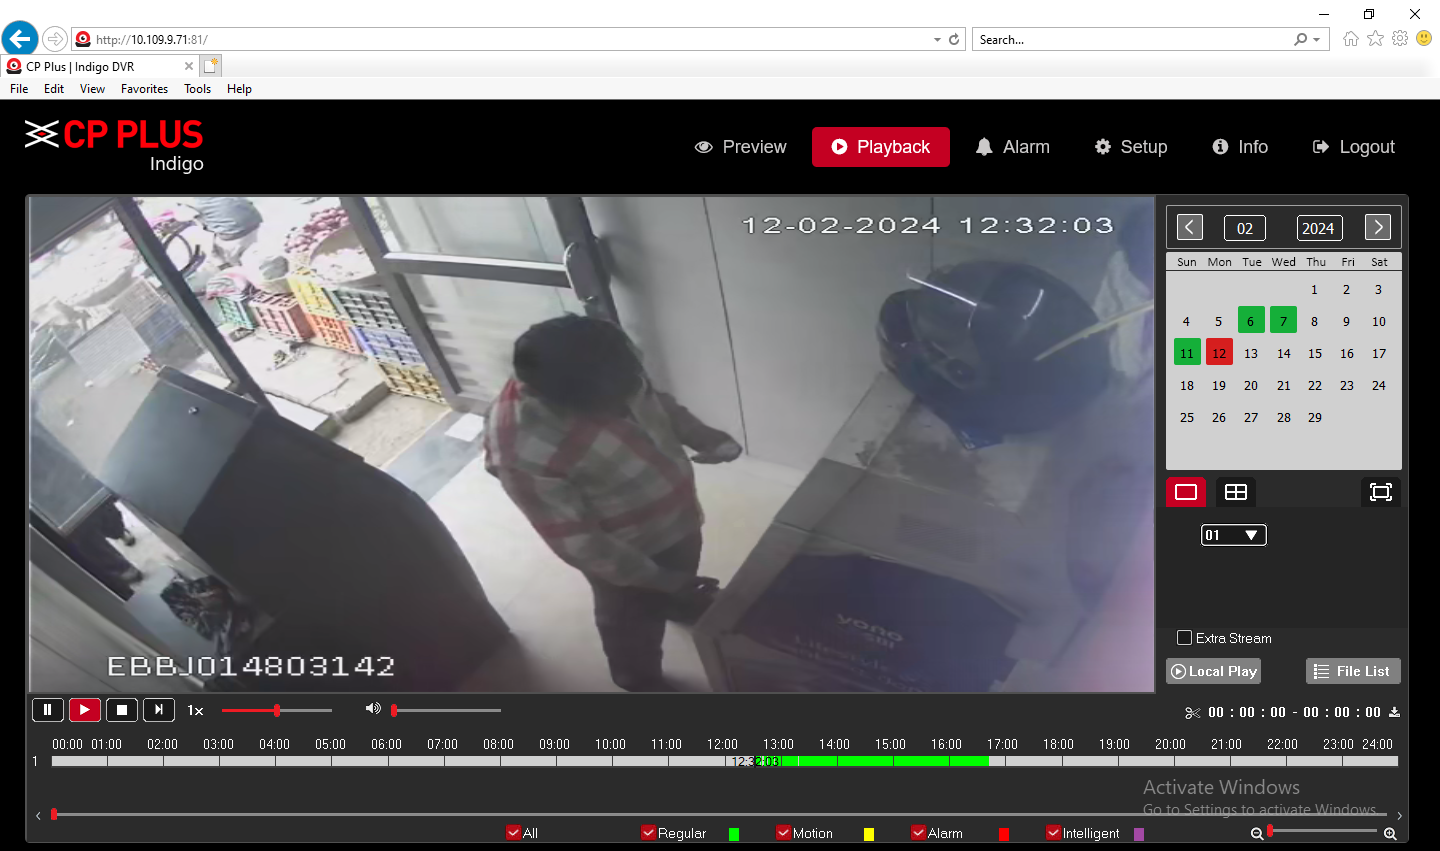 http://10.109.9.71:81/
Search...
CP Plus | Indigo DVR
File Edit View Favorites Tools Help
CP PLUS
Indigo
Preview Playback Alarm Setup Info Logout
12-02-2024 12:32:03
02 2024
Sun Mon Tue Wed Thu Fri Sat
1 2 3
4 5 6 7 8 9 10
11 12 13 14 15 16 17
18 19 20 21 22 23 24
25 26 27 28 29
01
yono
SBI
EBBJ014803142
Extra Stream
Local Play File List
1x
00 : 00 : 00 - 00 : 00 : 00
00:00 01:00 02:00 03:00 04:00 05:00 06:00 07:00 08:00 09:00 10:00 11:00 12:00 13:00 14:00 15:00 16:00 17:00 18:00 19:00 20:00 21:00 22:00 23:00 24:00
1
12:32:03
Activate Windows
Go to Settings to activate Windows.
All Regular Motion Alarm Intelligent